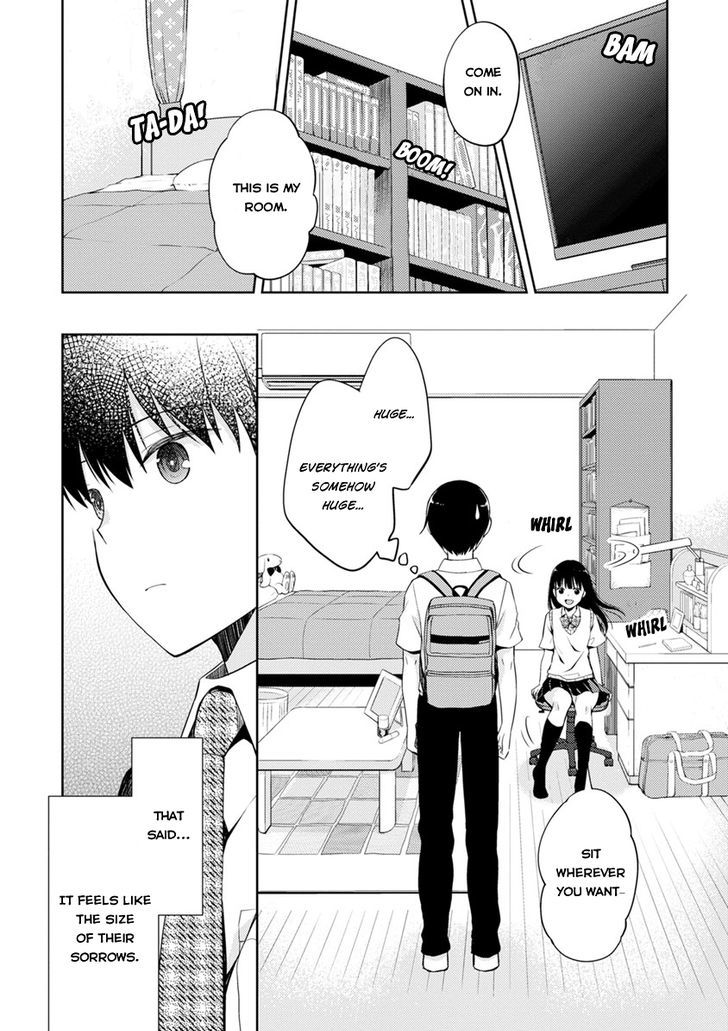 BAM
COME
ON IN.
BOOM!
TA-DA!
THIS IS MY
ROOM.
HUGE...
EVERYTHING'S
SOMEHOW
HUGE...
WHIRL
WHIRL
SIT
WHEREVER
YOU WANT–
THAT
SAID...
IT FEELS LIKE
THE SIZE
OF THEIR
SORROWS.